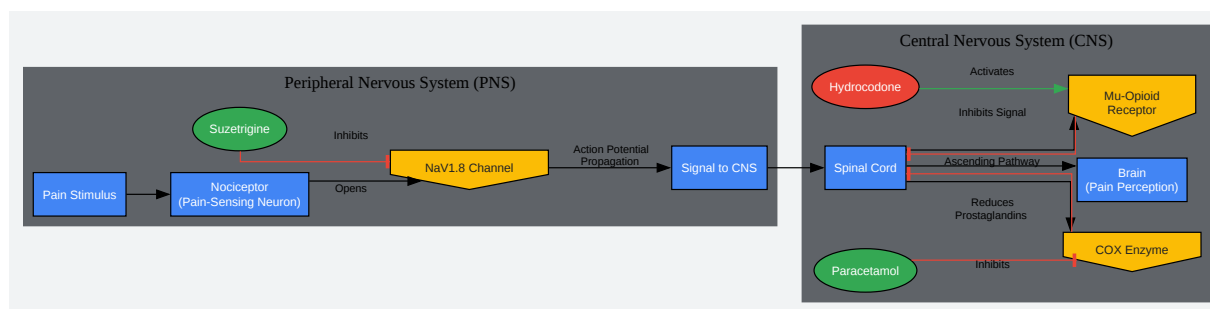 Peripheral Nervous System (PNS)
Suzetrigine
Inhibits
Pain Stimulus
Nociceptor
(Pain-Sensing Neuron)
Opens
NaV1.8 Channel
Action Potential
Propagation
Signal to CNS
Central Nervous System (CNS)
Hydrocodone
Activates
Mu-Opioid
Receptor
Inhibits Signal
Spinal Cord
Ascending Pathway
Brain
(Pain Perception)
Reduces
Prostaglandins
COX Enzyme
Paracetamol
Inhibits